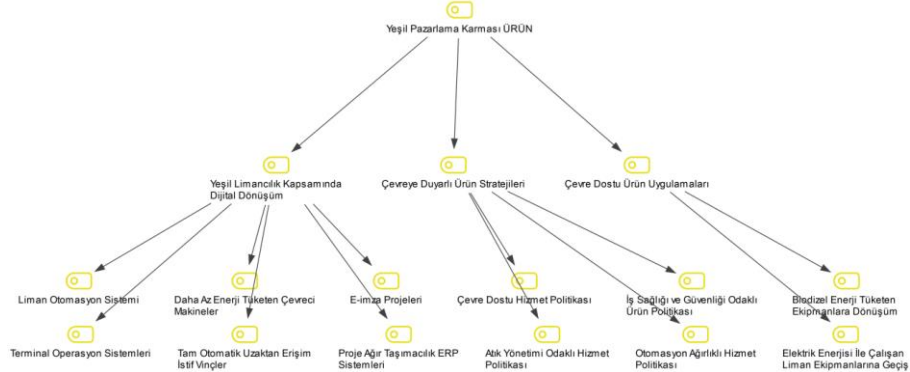 Yeşil Pazarlama Karması ÜRÜN
Yeşil Limancılık Kapsamında
Dijital Dönüşüm
Çevreye Duyarlı Ürün Stratejileri
Çevre Dostu Ürün Uygulamaları
Liman Otomasyon Sistemi
Daha Az Enerji Tüketen Çevreci
Makineler
E-imza Projeleri
Çevre Dostu Hizmet Politikası
İş Sağlığı ve Güvenliği Odaklı
Ürün Politikası
Biodizel Enerji Tüketen
Ekipmanlara Dönüşüm
Terminal Operasyon Sistemleri
Tam Otomatik Uzaktan Erişim
İstif Vinçler
Proje Ağır Taşımacılık ERP
Sistemleri
Atık Yönetimi Odaklı Hizmet
Politikası
Otomasyon Ağırlıklı Hizmet
Politikası
Elektrik Enerjisi İle Çalışan
Liman Ekipmanlarına Geçiş